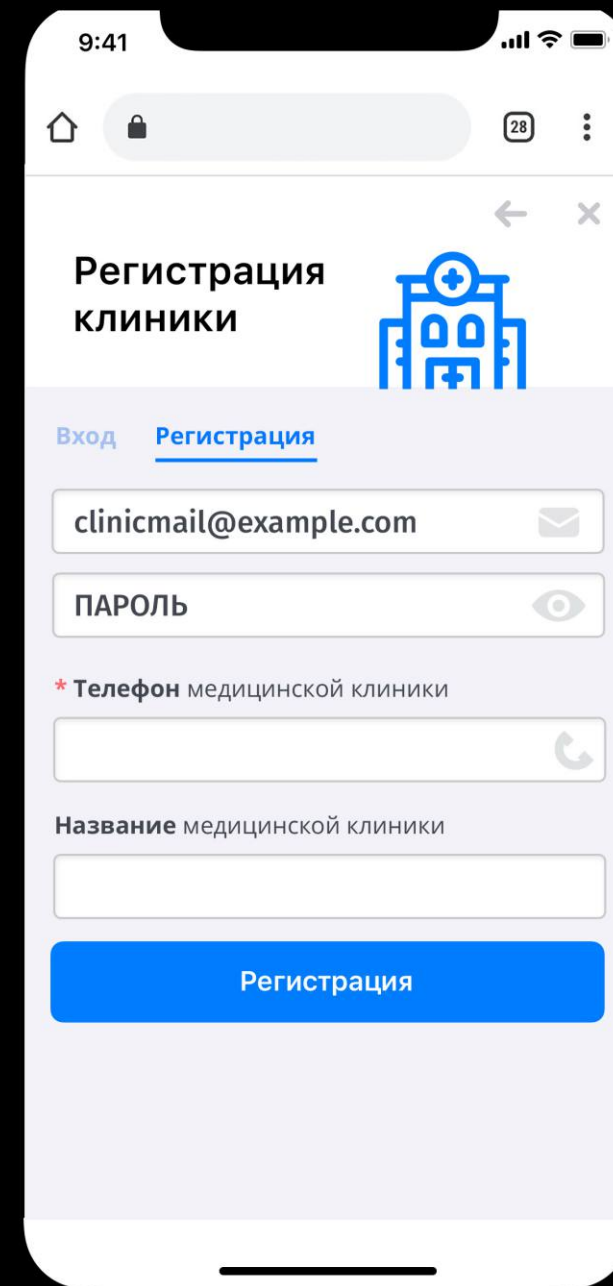 9:41
28
Регистрация
клиники
Вход Регистрация
clinicmail@example.com
ПАРОЛЬ
* Телефон медицинской клиники
Название медицинской клиники
Регистрация